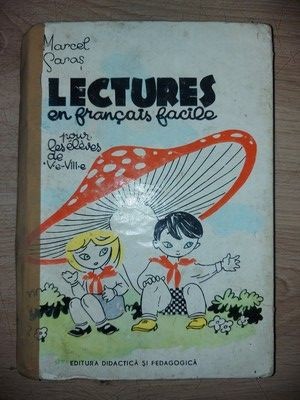 Marcel
Saraș
LECTURES
en français facile
pour
les élèves
de
V-e-VIII-e
EDITURA DIDACTICĂ ȘI PEDAGOGICĂ